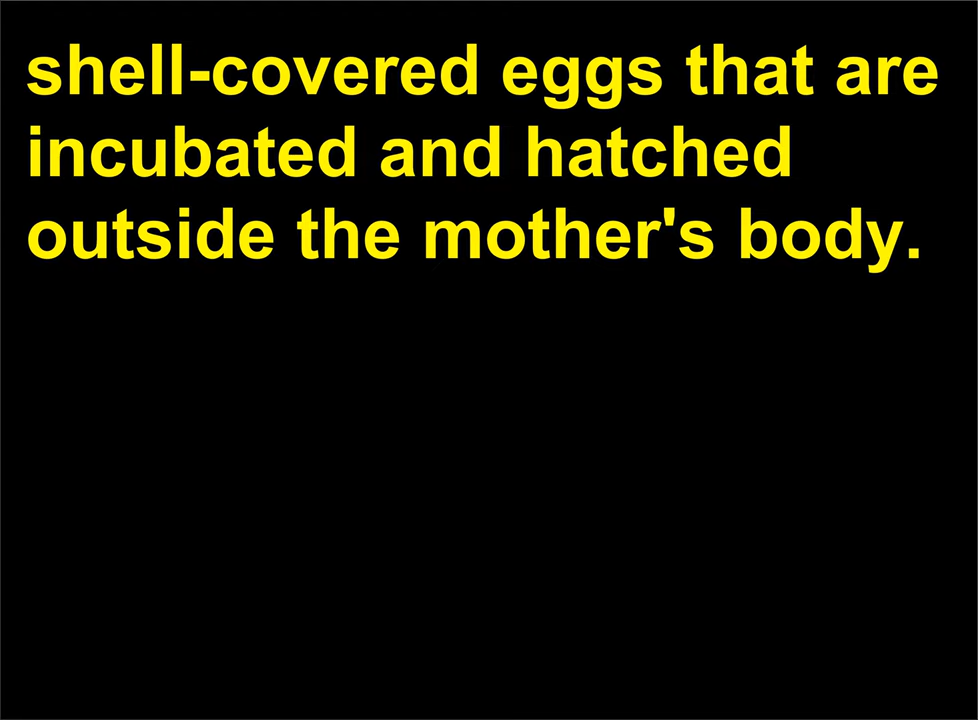 shell-covered eggs that are
incubated and hatched
outside the mother's body.